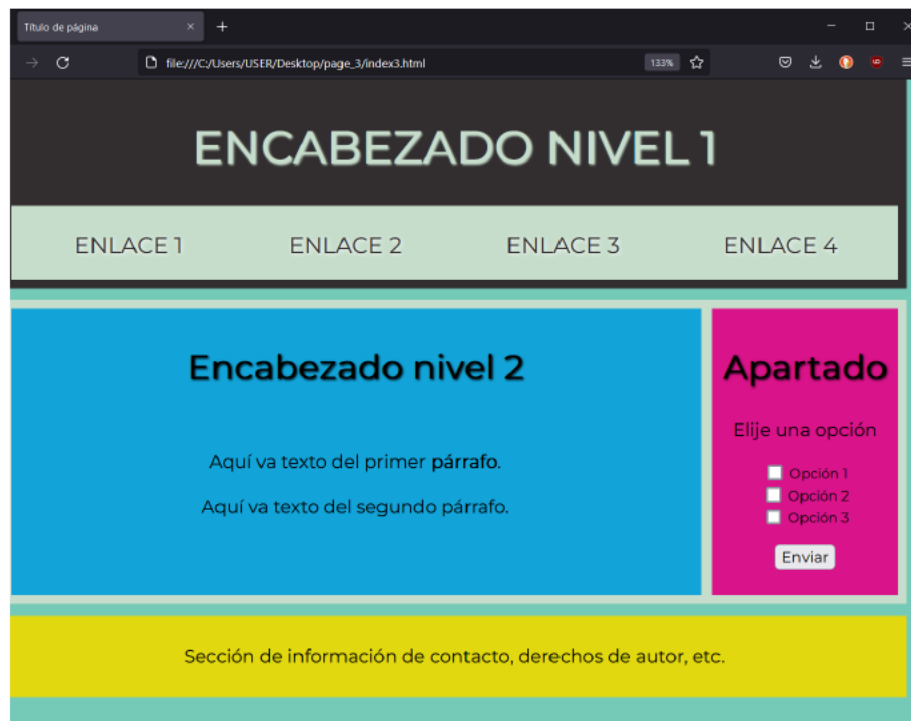 Título de página
file:///C:/Users/USER/Desktop/page_3/index3.html
133%
ENCABEZADO NIVEL 1
ENLACE 1
ENLACE 2
ENLACE 3
ENLACE 4
Encabezado nivel 2
Aquí va texto del primer párrafo.
Aquí va texto del segundo párrafo.
Apartado
Elije una opción
Opción 1
Opción 2
Opción 3
Enviar
Sección de información de contacto, derechos de autor, etc.